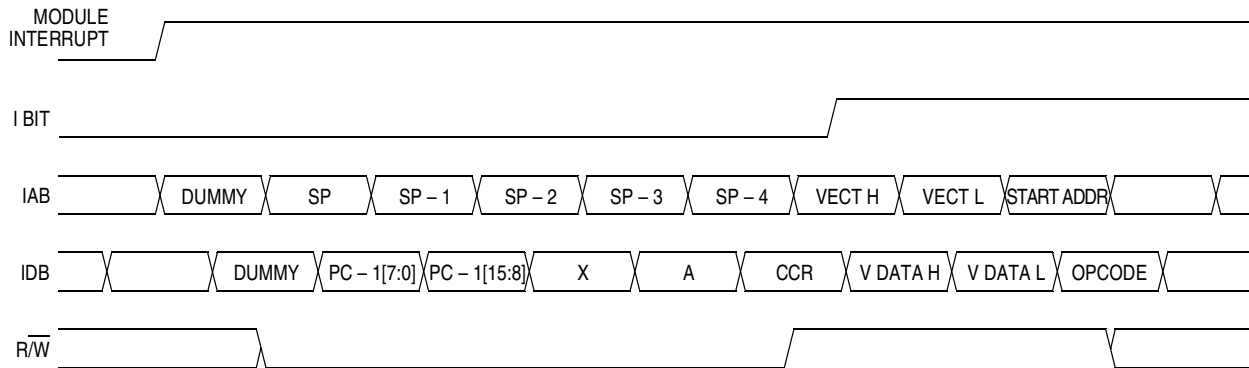 MODULE
INTERRUPT
I BIT
IAB DUMMY SP SP – 1 SP – 2 SP – 3 SP – 4 VECT H VECT L START ADDR
IDB DUMMY PC – 1[7:0] PC – 1[15:8] X A CCR V DATA H V DATA L OPCODE
R/W